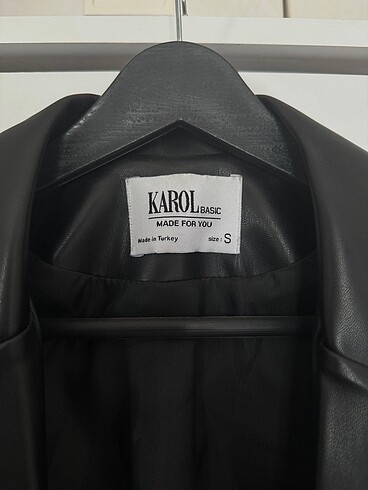 KAROL BASIC
MADE FOR YOU
Made in Turkey size : S